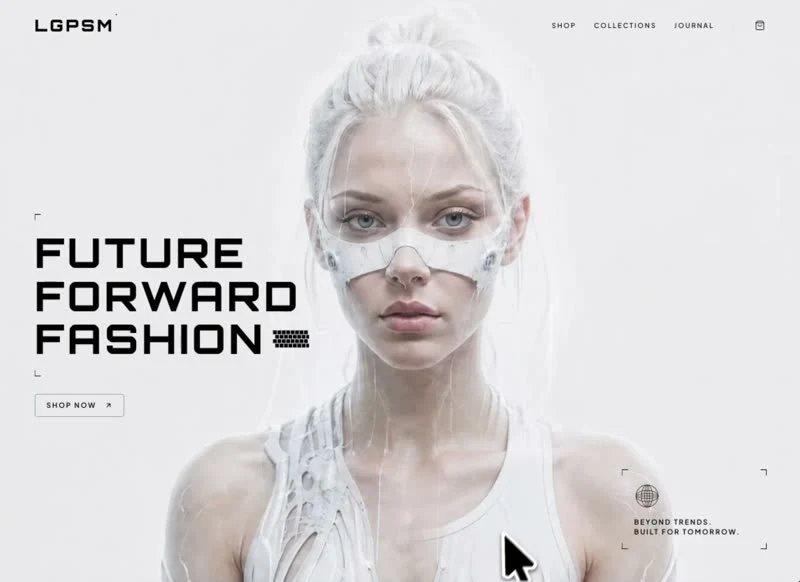 LGPSM
SHOP COLLECTIONS JOURNAL
FUTURE
FORWARD
FASHION
SHOP NOW
BEYOND TRENDS.
BUILT FOR TOMORROW.